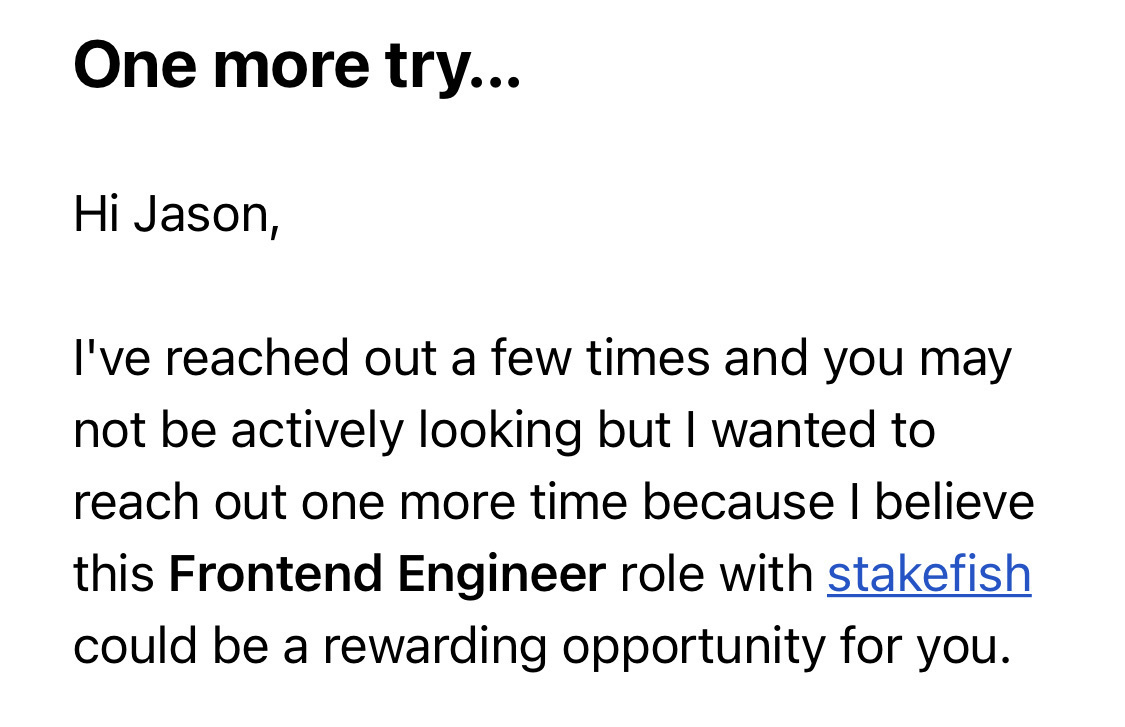 One more try...
Hi Jason,
I've reached out a few times and you may
not be actively looking but I wanted to
reach out one more time because I believe
this Frontend Engineer role with stakefish
could be a rewarding opportunity for you.